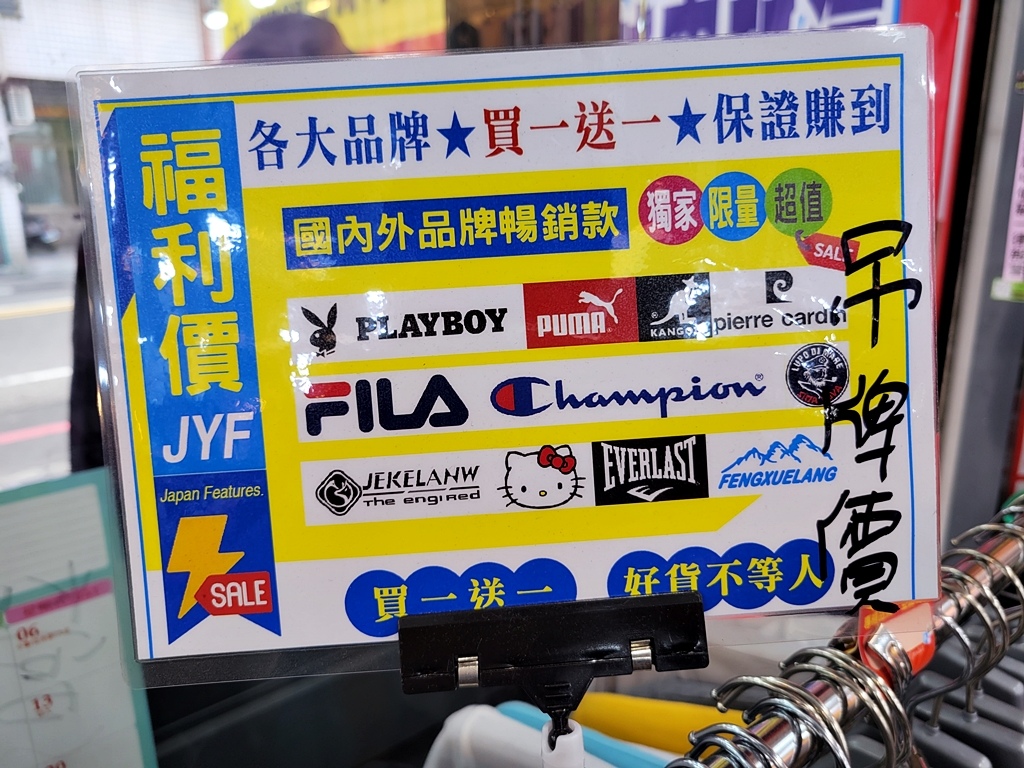 各大品牌★買一送一★保證賺到
福利價
JYF
Japan Features.
SALE
國內外品牌暢銷款
獨家 限量 超值
SALE
PLAYBOY
PUMA
KANGOL
pierre cardin
FILA
Champion
JEKELANW
The engired
EVERLAST
FENGXUELANG
買一送一
好貨不等人
吊牌價
06
13